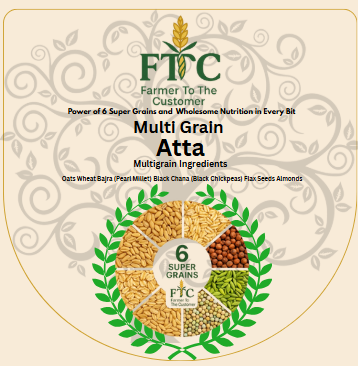 FTC
Farmer To The
Customer
Power of 6 Super Grains and Wholesome Nutrition in Every Bit
Multi Grain
Atta
Multigrain Ingredients
Oats Wheat Bajra (Pearl Millet) Black Chana (Black Chickpeas) Flax Seeds Almonds
6
SUPER
GRAINS
FTC
Farmer To The
Customer